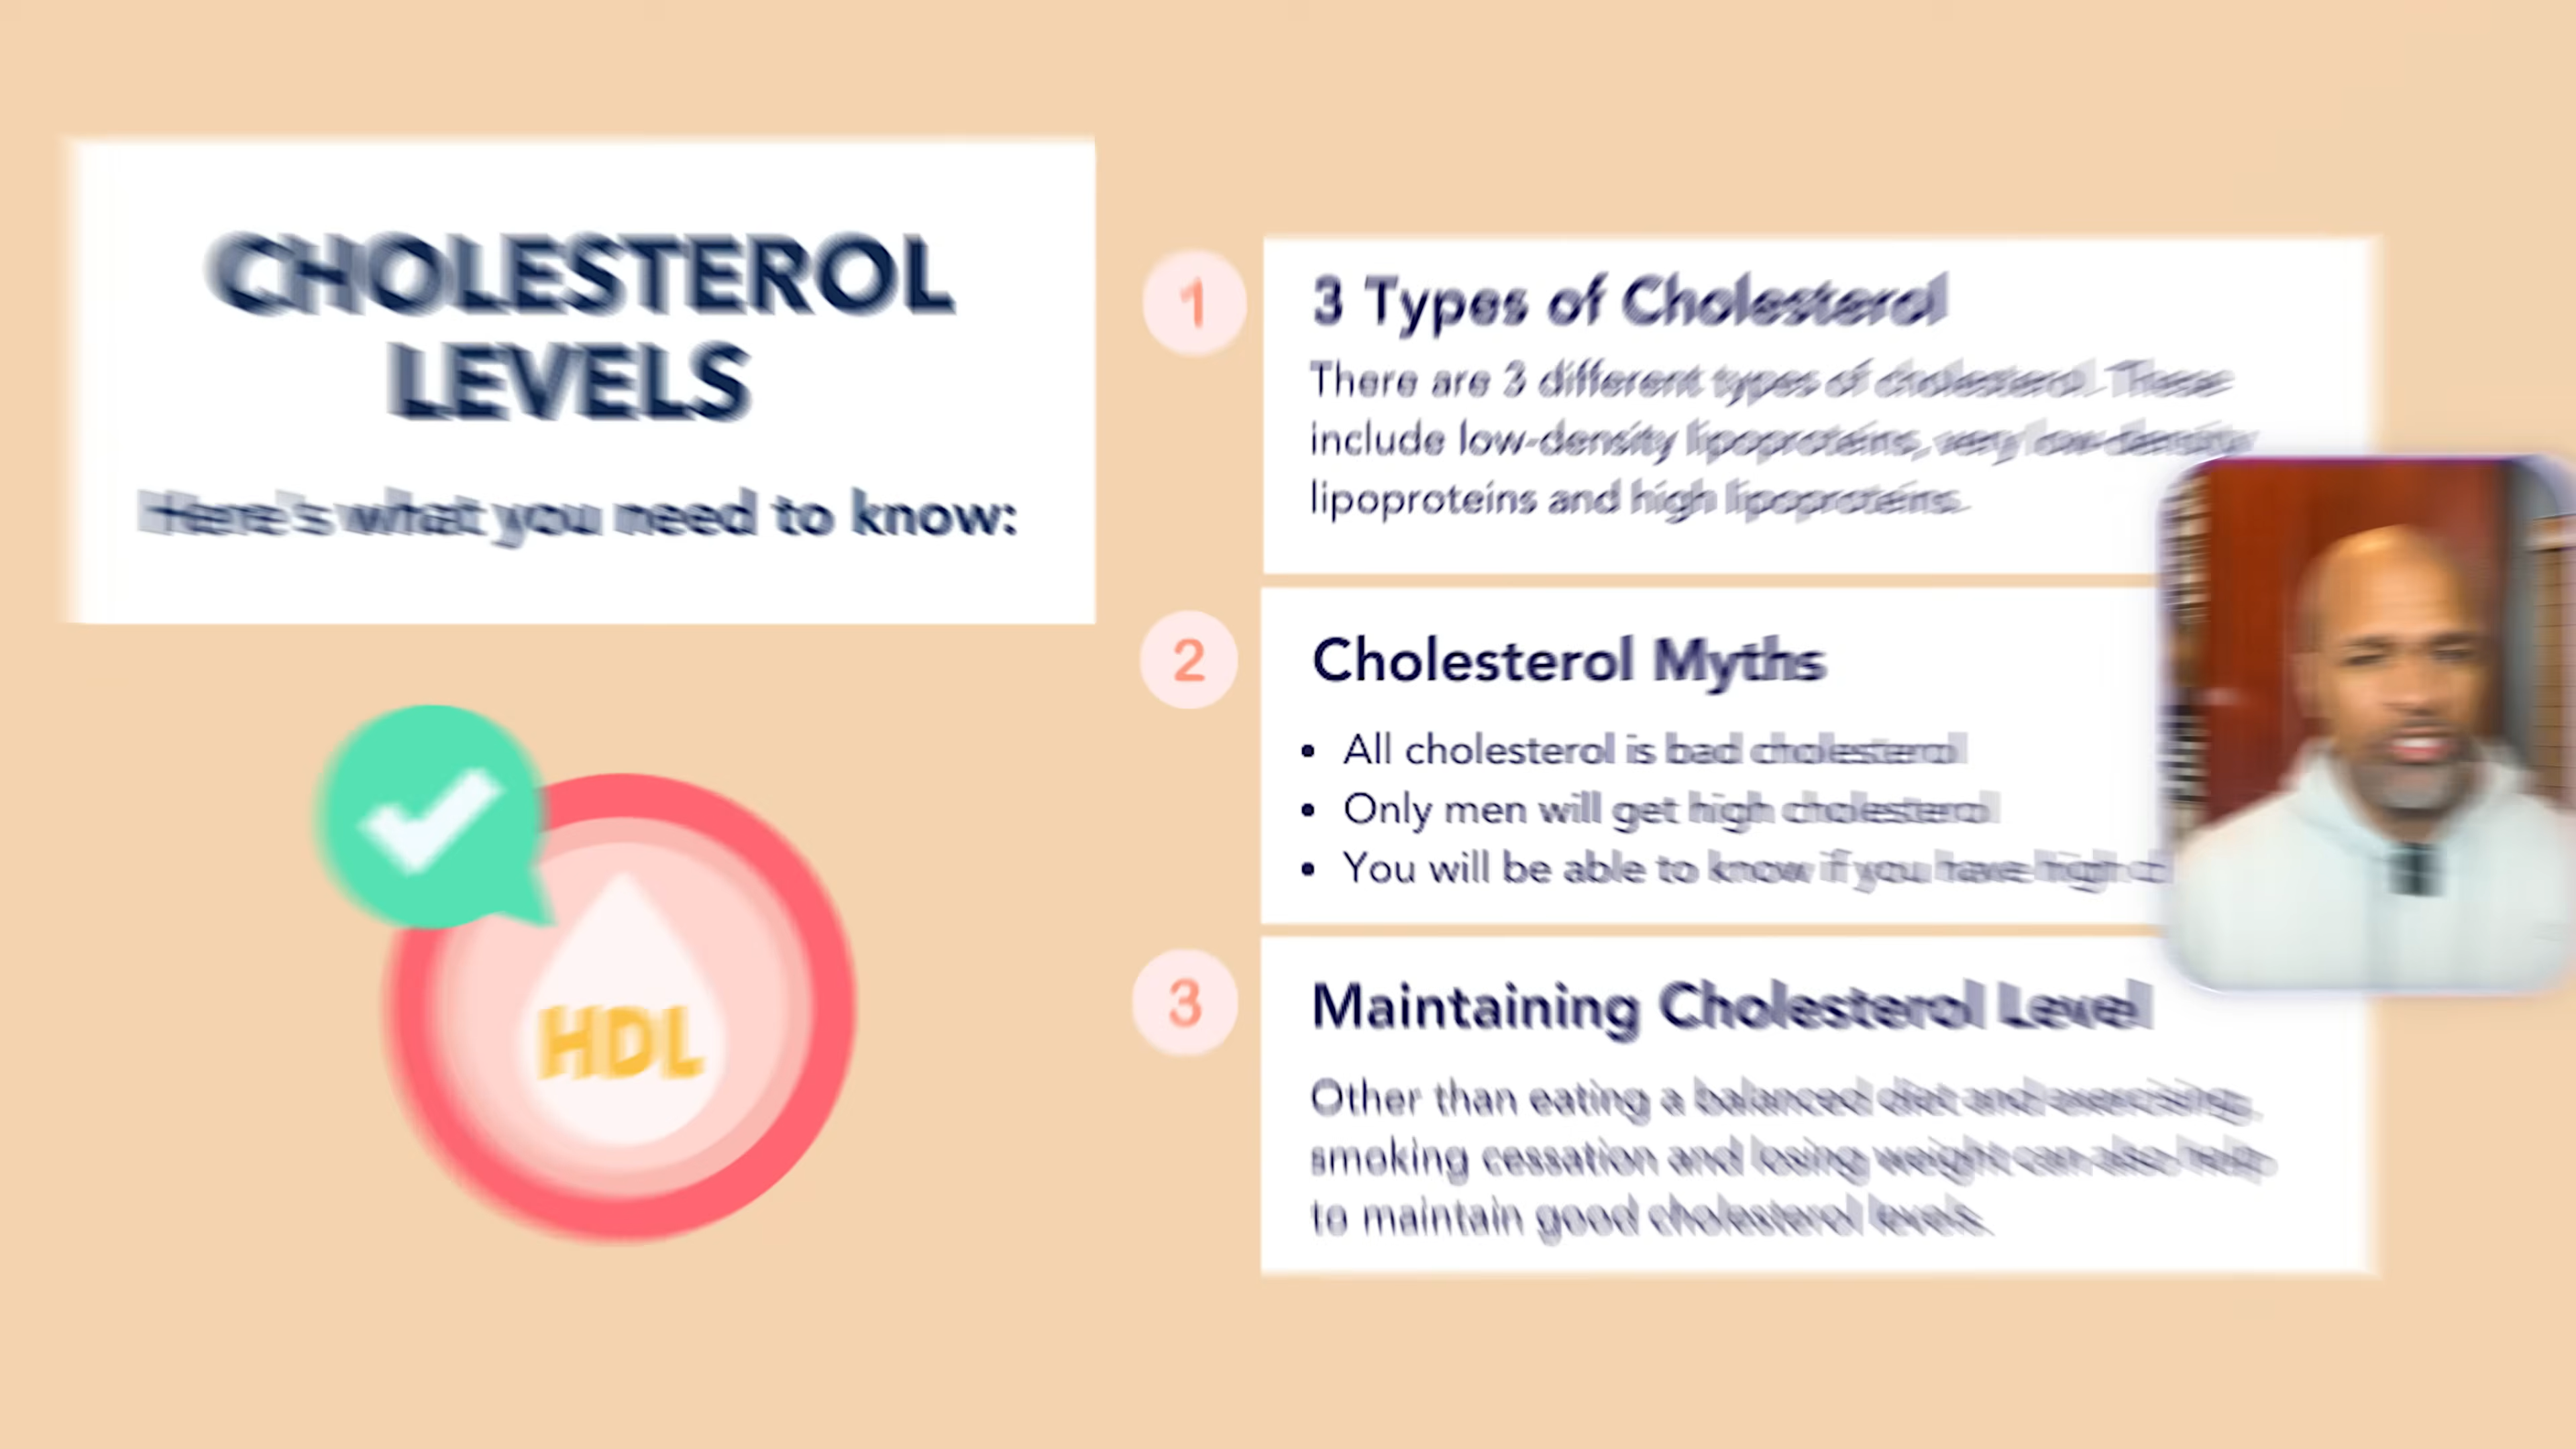 CHOLESTEROL
LEVELS
Here's what you need to know:
HDL
1
3 Types of Cholesterol
There are 3 different types of cholesterol. These
include low-density lipoproteins, very low-density
lipoproteins and high lipoproteins.
2
Cholesterol Myths
• All cholesterol is bad cholesterol
• Only men will get high cholesterol
• You will be able to know if you have high c
3
Maintaining Cholesterol Level
Other than eating a balanced diet and exercising,
smoking cessation and losing weight can also help
to maintain good cholesterol levels.